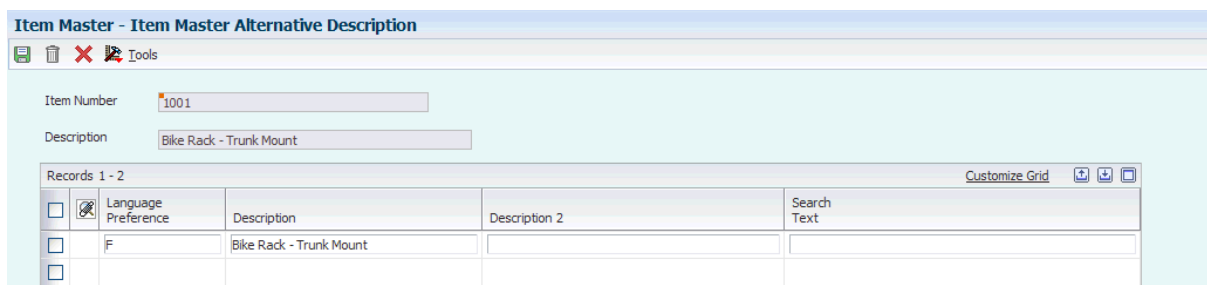 Item Master - Item Master Alternative Description
Tools
Item Number 1001
Description Bike Rack - Trunk Mount
Records 1 - 2 Customize Grid
Language Preference Description Description 2 Search Text
F Bike Rack - Trunk Mount